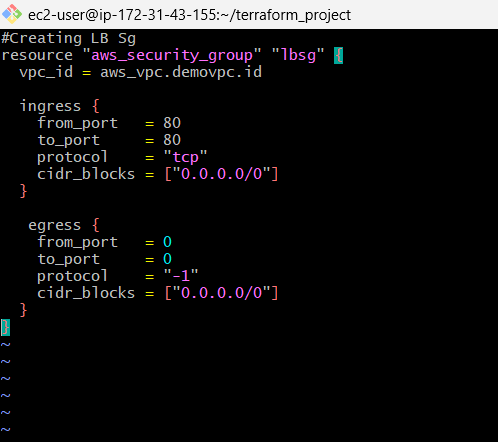 ec2-user@ip-172-31-43-155:~/terraform_project
#Creating LB Sg
resource "aws_security_group" "lbsg" {
  vpc_id = aws_vpc.demovpc.id

  ingress {
    from_port   = 80
    to_port     = 80
    protocol    = "tcp"
    cidr_blocks = ["0.0.0.0/0"]
  }

   egress {
    from_port   = 0
    to_port     = 0
    protocol    = "-1"
    cidr_blocks = ["0.0.0.0/0"]
  }
}
~
~
~
~
~
~